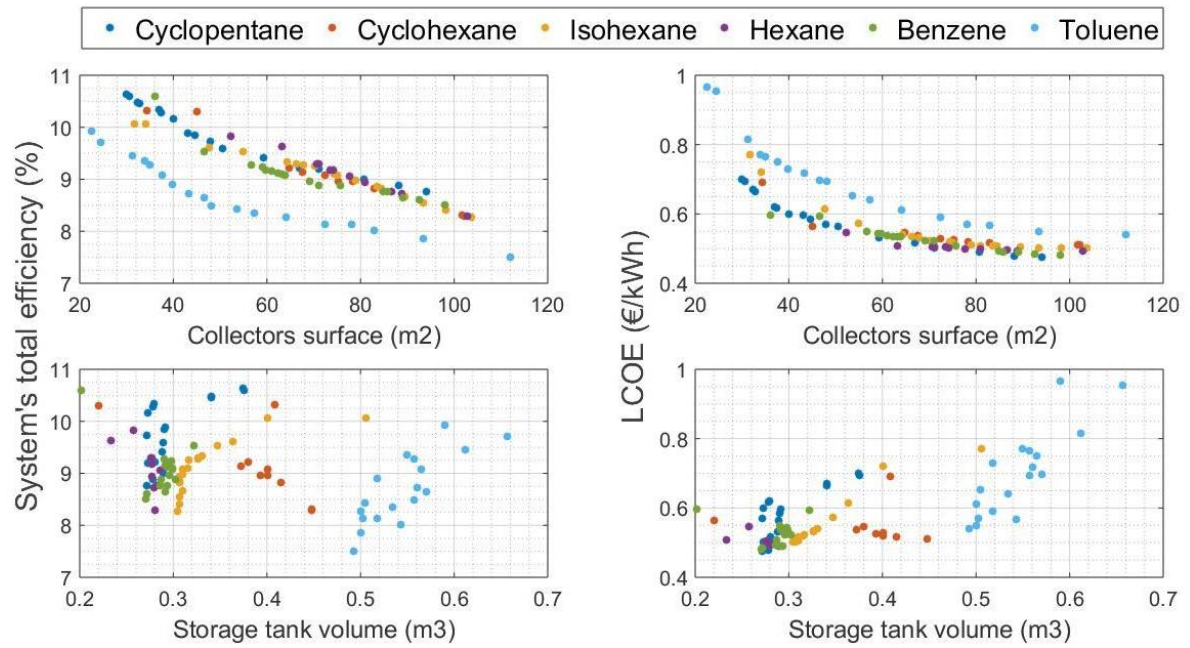 Cyclopentane Cyclohexane Isohexane Hexane Benzene Toluene
System's total efficiency (%)
11
10
9
8
7
20 40 60 80 100 120
Collectors surface (m2)
LCOE (€/kWh)
1
0.8
0.6
0.4
20 40 60 80 100 120
Collectors surface (m2)
11
10
9
8
7
0.2 0.3 0.4 0.5 0.6 0.7
Storage tank volume (m3)
1
0.8
0.6
0.4
0.2 0.3 0.4 0.5 0.6 0.7
Storage tank volume (m3)